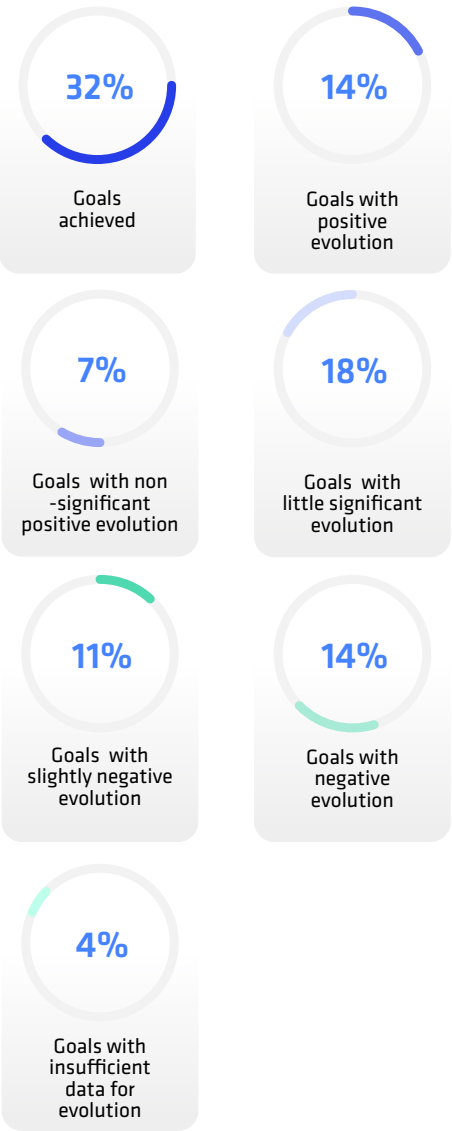 32%
Goals
achieved
14%
Goals with
positive
evolution
7%
Goals with non
-significant
positive evolution
18%
Goals with
little significant
evolution
11%
Goals with
slightly negative
evolution
14%
Goals with
negative
evolution
4%
Goals with
insufficient
data for
evolution